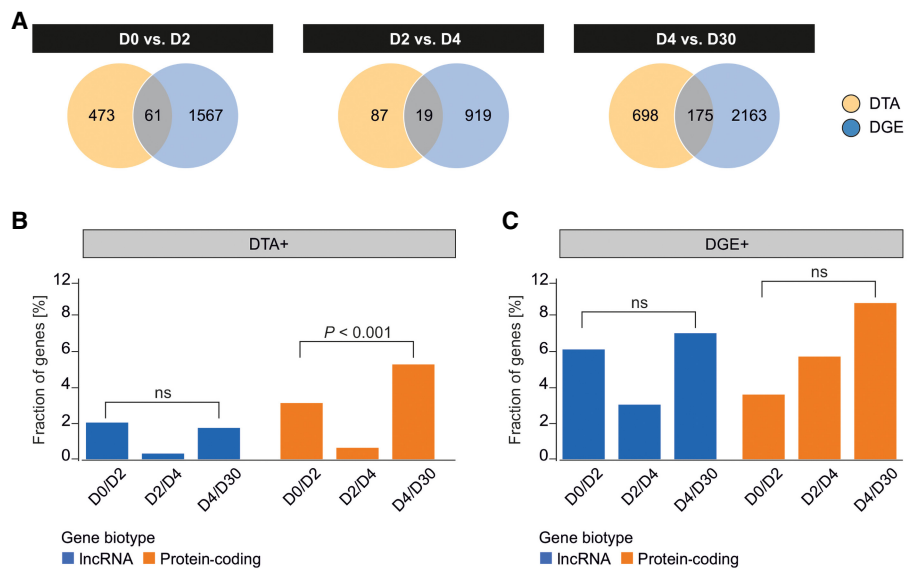 A
D0 vs. D2
D2 vs. D4
D4 vs. D30
473 61 1567
87 19 919
698 175 2163
DTA
DGE
B
DTA+
Fraction of genes [%]
12
8
6
4
2
0
ns
P < 0.001
D0/D2
D2/D4
D4/D30
D0/D2
D2/D4
D4/D30
Gene biotype
lncRNA Protein-coding
C
DGE+
Fraction of genes [%]
12
8
6
4
2
0
ns
ns
D0/D2
D2/D4
D4/D30
D0/D2
D2/D4
D4/D30
Gene biotype
lncRNA Protein-coding